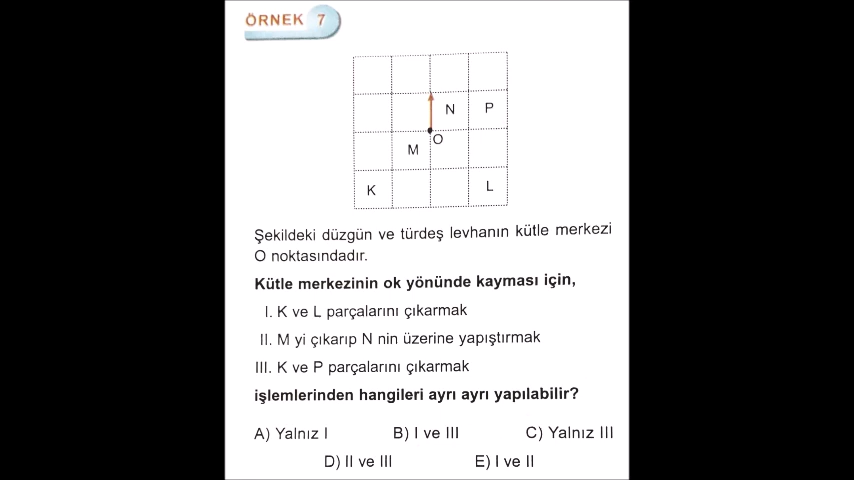 ÖRNEK 7
N P
O
M
K L
Şekildeki düzgün ve türdeş levhanın kütle merkezi
O noktasındadır.
Kütle merkezinin ok yönünde kayması için,
I. K ve L parçalarını çıkarmak
II. M yi çıkarıp N nin üzerine yapıştırmak
III. K ve P parçalarını çıkarmak
işlemlerinden hangileri ayrı ayrı yapılabilir?
A) Yalnız I B) I ve III C) Yalnız III
D) II ve III E) I ve II